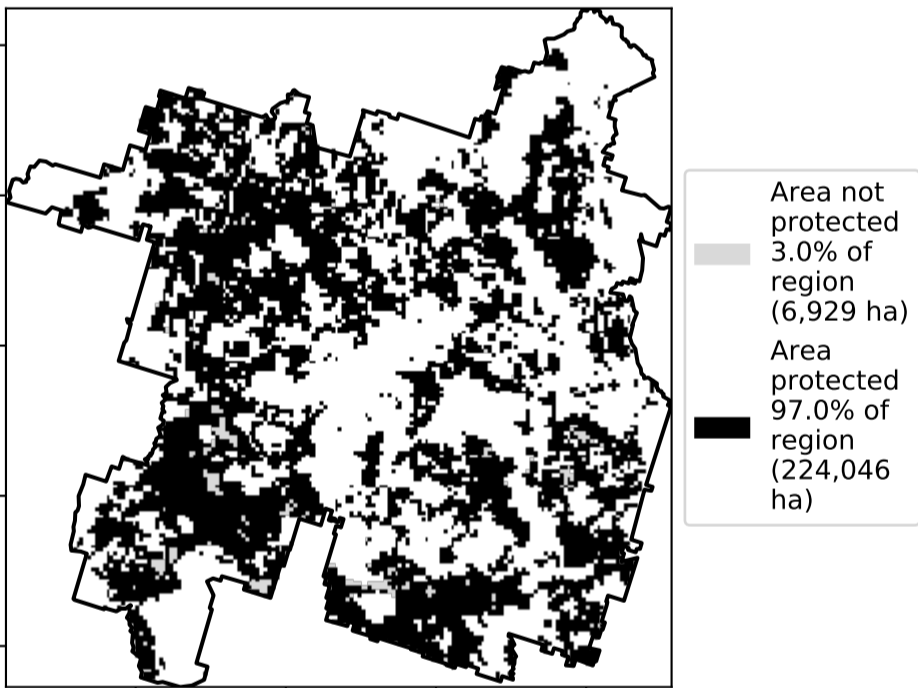 Area not
protected
3.0% of
region
(6,929 ha)
Area
protected
97.0% of
region
(224,046
ha)